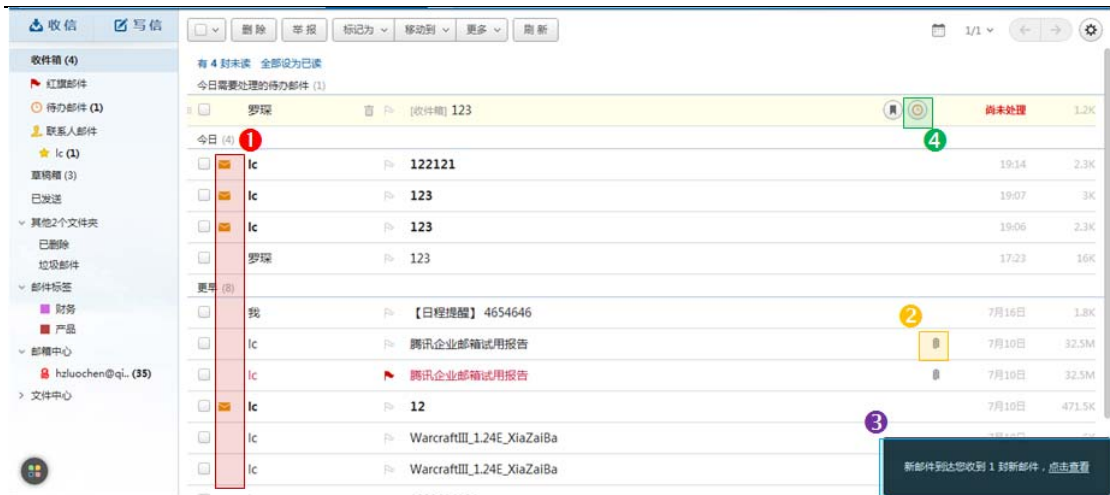 收信 写信
删 除 举 报 标记为 移动到 更多 刷 新 1/1
收件箱 (4)
红旗邮件
待办邮件 (1)
联系人邮件
lc (1)
草稿箱 (3)
已发送
其他2个文件夹
已删除
垃圾邮件
邮件标签
财务
产品
邮箱中心
hzluochen@qi.. (35)
文件中心
有 4 封未读 全部设为已读
今日需要处理的待办邮件 (1)
罗琛 [收件箱] 123 尚未处理 1.2K
4
今日 (4) 1
lc 122121 19:14 2.3K
lc 123 19:07 3K
lc 123 19:06 2.3K
罗琛 123 17:23 16K
更早 (8)
我 【日程提醒】 4654646 2 7月16日 1.8K
lc 腾讯企业邮箱试用报告 7月10日 32.5M
lc 腾讯企业邮箱试用报告 7月10日 32.5M
lc 12 7月10日 471.5K
3
lc WarcraftIII_1.24E_XiaZaiBa
lc WarcraftIII_1.24E_XiaZaiBa
新邮件到达您收到 1 封新邮件，点击查看